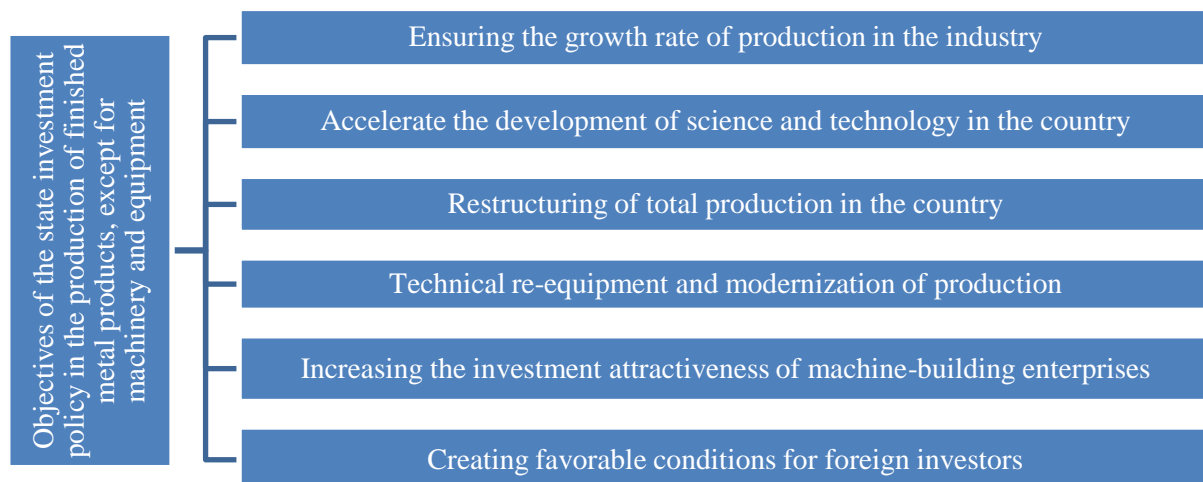 Objectives of the state investment
policy in the production of finished
metal products, except for
machinery and equipment
Ensuring the growth rate of production in the industry
Accelerate the development of science and technology in the country
Restructuring of total production in the country
Technical re-equipment and modernization of production
Increasing the investment attractiveness of machine-building enterprises
Creating favorable conditions for foreign investors